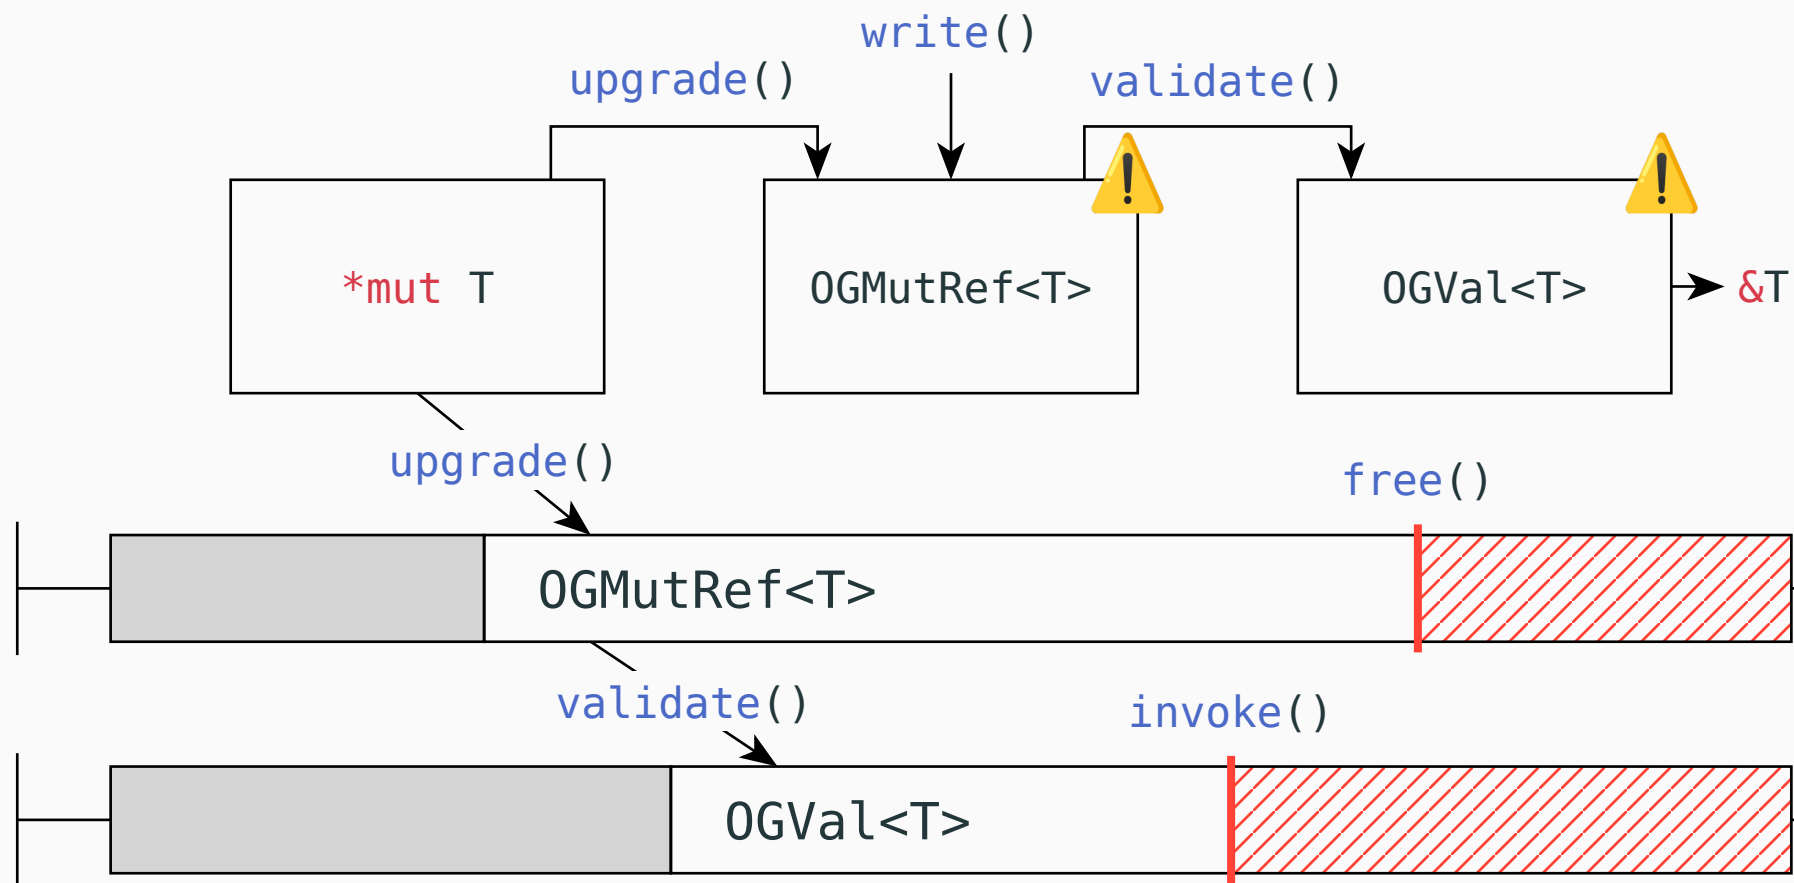 write()
upgrade()
validate()
*mut T
OGMutRef<T>
OGVal<T>
&T
upgrade()
free()
OGMutRef<T>
validate()
invoke()
OGVal<T>